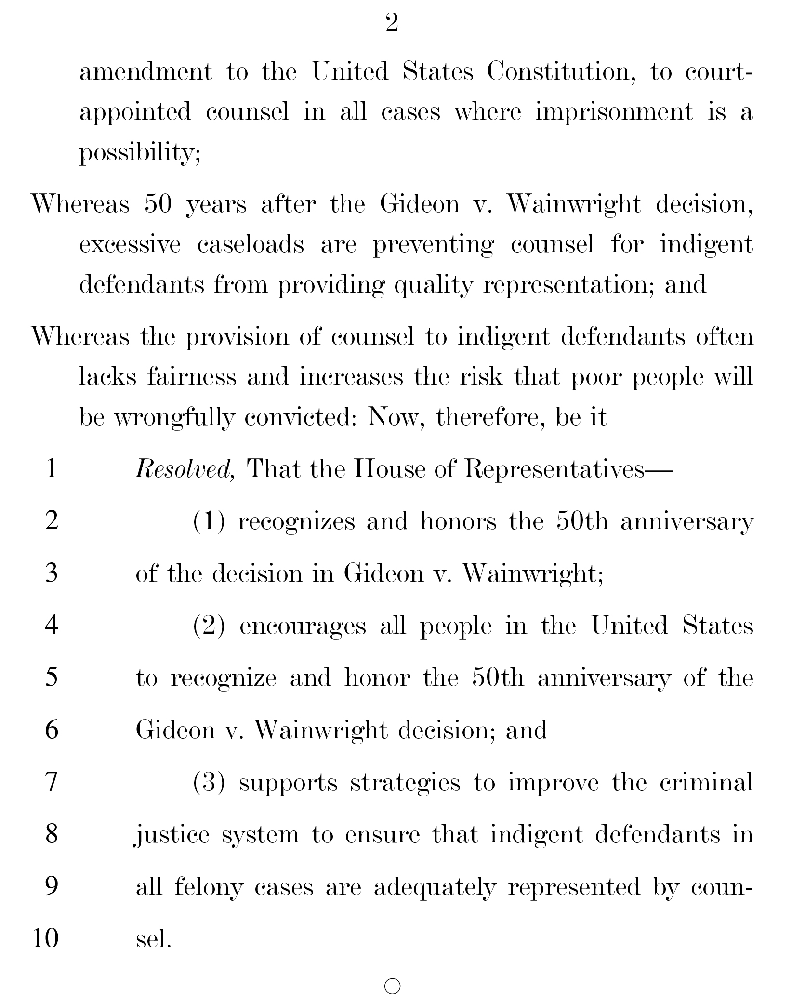 2
amendment to the United States Constitution, to court-
appointed counsel in all cases where imprisonment is a
possibility;
Whereas 50 years after the Gideon v. Wainwright decision,
excessive caseloads are preventing counsel for indigent
defendants from providing quality representation; and
Whereas the provision of counsel to indigent defendants often
lacks fairness and increases the risk that poor people will
be wrongfully convicted: Now, therefore, be it
1 Resolved, That the House of Representatives—
2 (1) recognizes and honors the 50th anniversary
3 of the decision in Gideon v. Wainwright;
4 (2) encourages all people in the United States
5 to recognize and honor the 50th anniversary of the
6 Gideon v. Wainwright decision; and
7 (3) supports strategies to improve the criminal
8 justice system to ensure that indigent defendants in
9 all felony cases are adequately represented by coun-
10 sel.